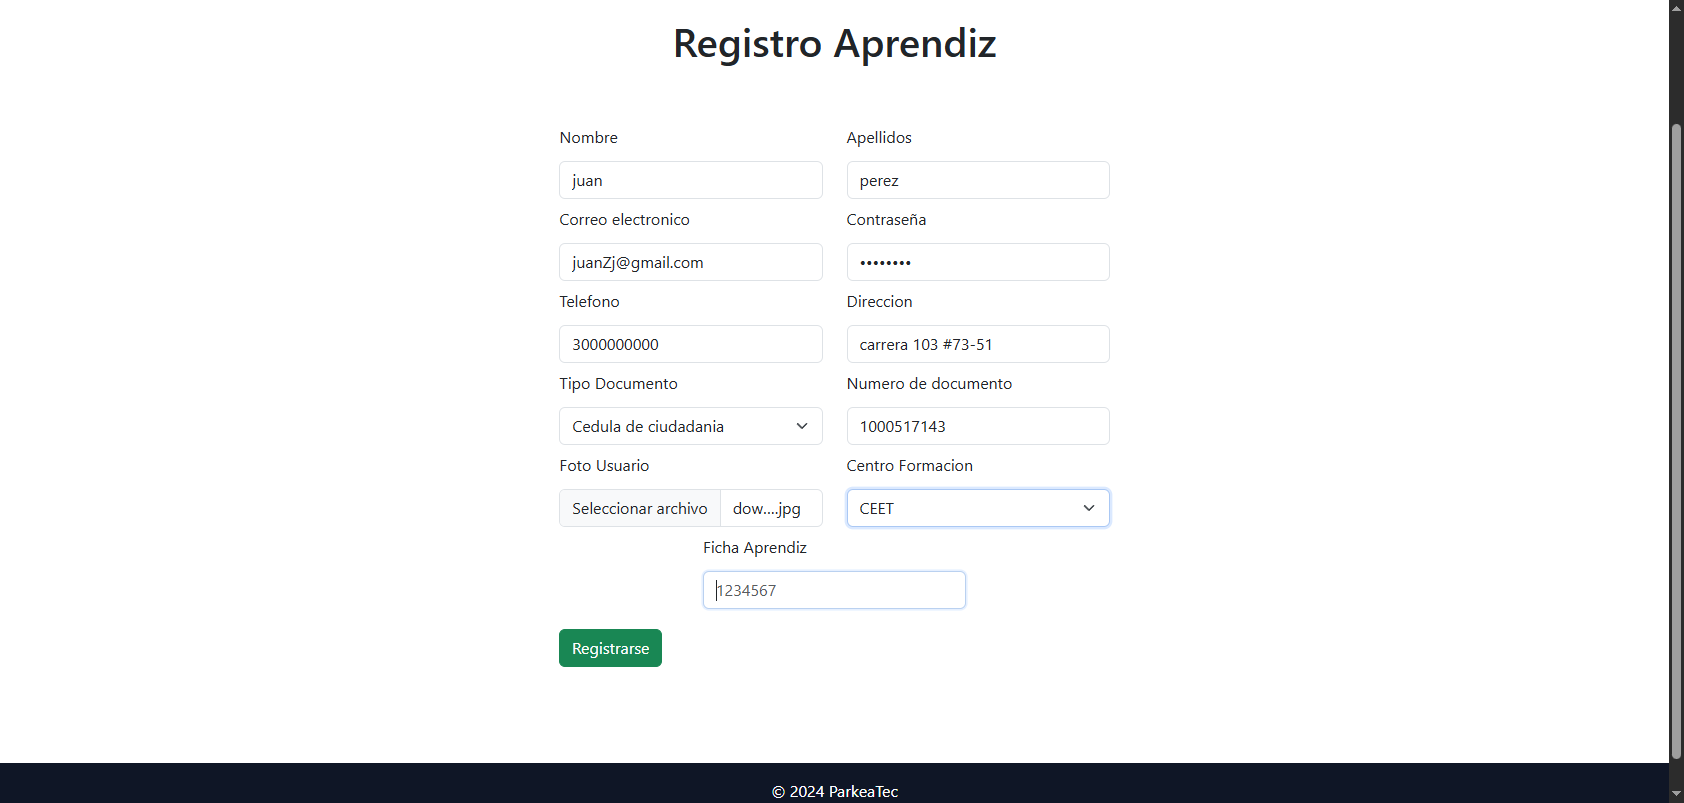 Registro Aprendiz
Nombre
Apellidos
juan
perez
Correo electronico
Contraseña
juanZj@gmail.com
••••••••
Telefono
Direccion
3000000000
carrera 103 #73-51
Tipo Documento
Numero de documento
Cedula de ciudadania
1000517143
Foto Usuario
Centro Formacion
Seleccionar archivo
dow....jpg
CEET
Ficha Aprendiz
1234567
Registrarse
© 2024 ParkeaTec